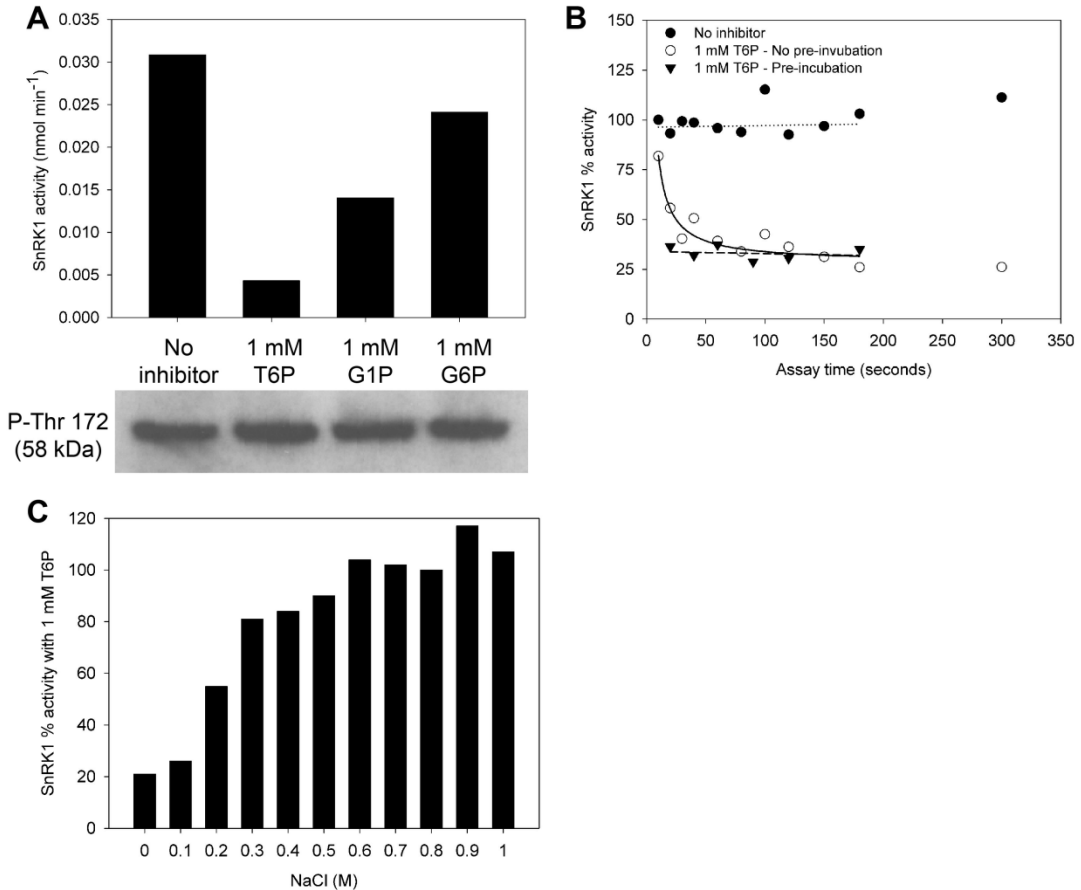 A
SnRK1 activity (nmol min⁻¹)
0.035
0.030
0.025
0.020
0.015
0.010
0.005
0.000
No inhibitor
1 mM T6P
1 mM G1P
1 mM G6P
P-Thr 172
(58 kDa)
B
SnRK1 % activity
150
125
100
75
50
25
0
No inhibitor
1 mM T6P - No pre-invubation
1 mM T6P - Pre-incubation
0 50 100 150 200 250 300 350
Assay time (seconds)
C
SnRK1 % activity with 1 mM T6P
120
100
80
60
40
20
0
0 0.1 0.2 0.3 0.4 0.5 0.6 0.7 0.8 0.9 1
NaCl (M)